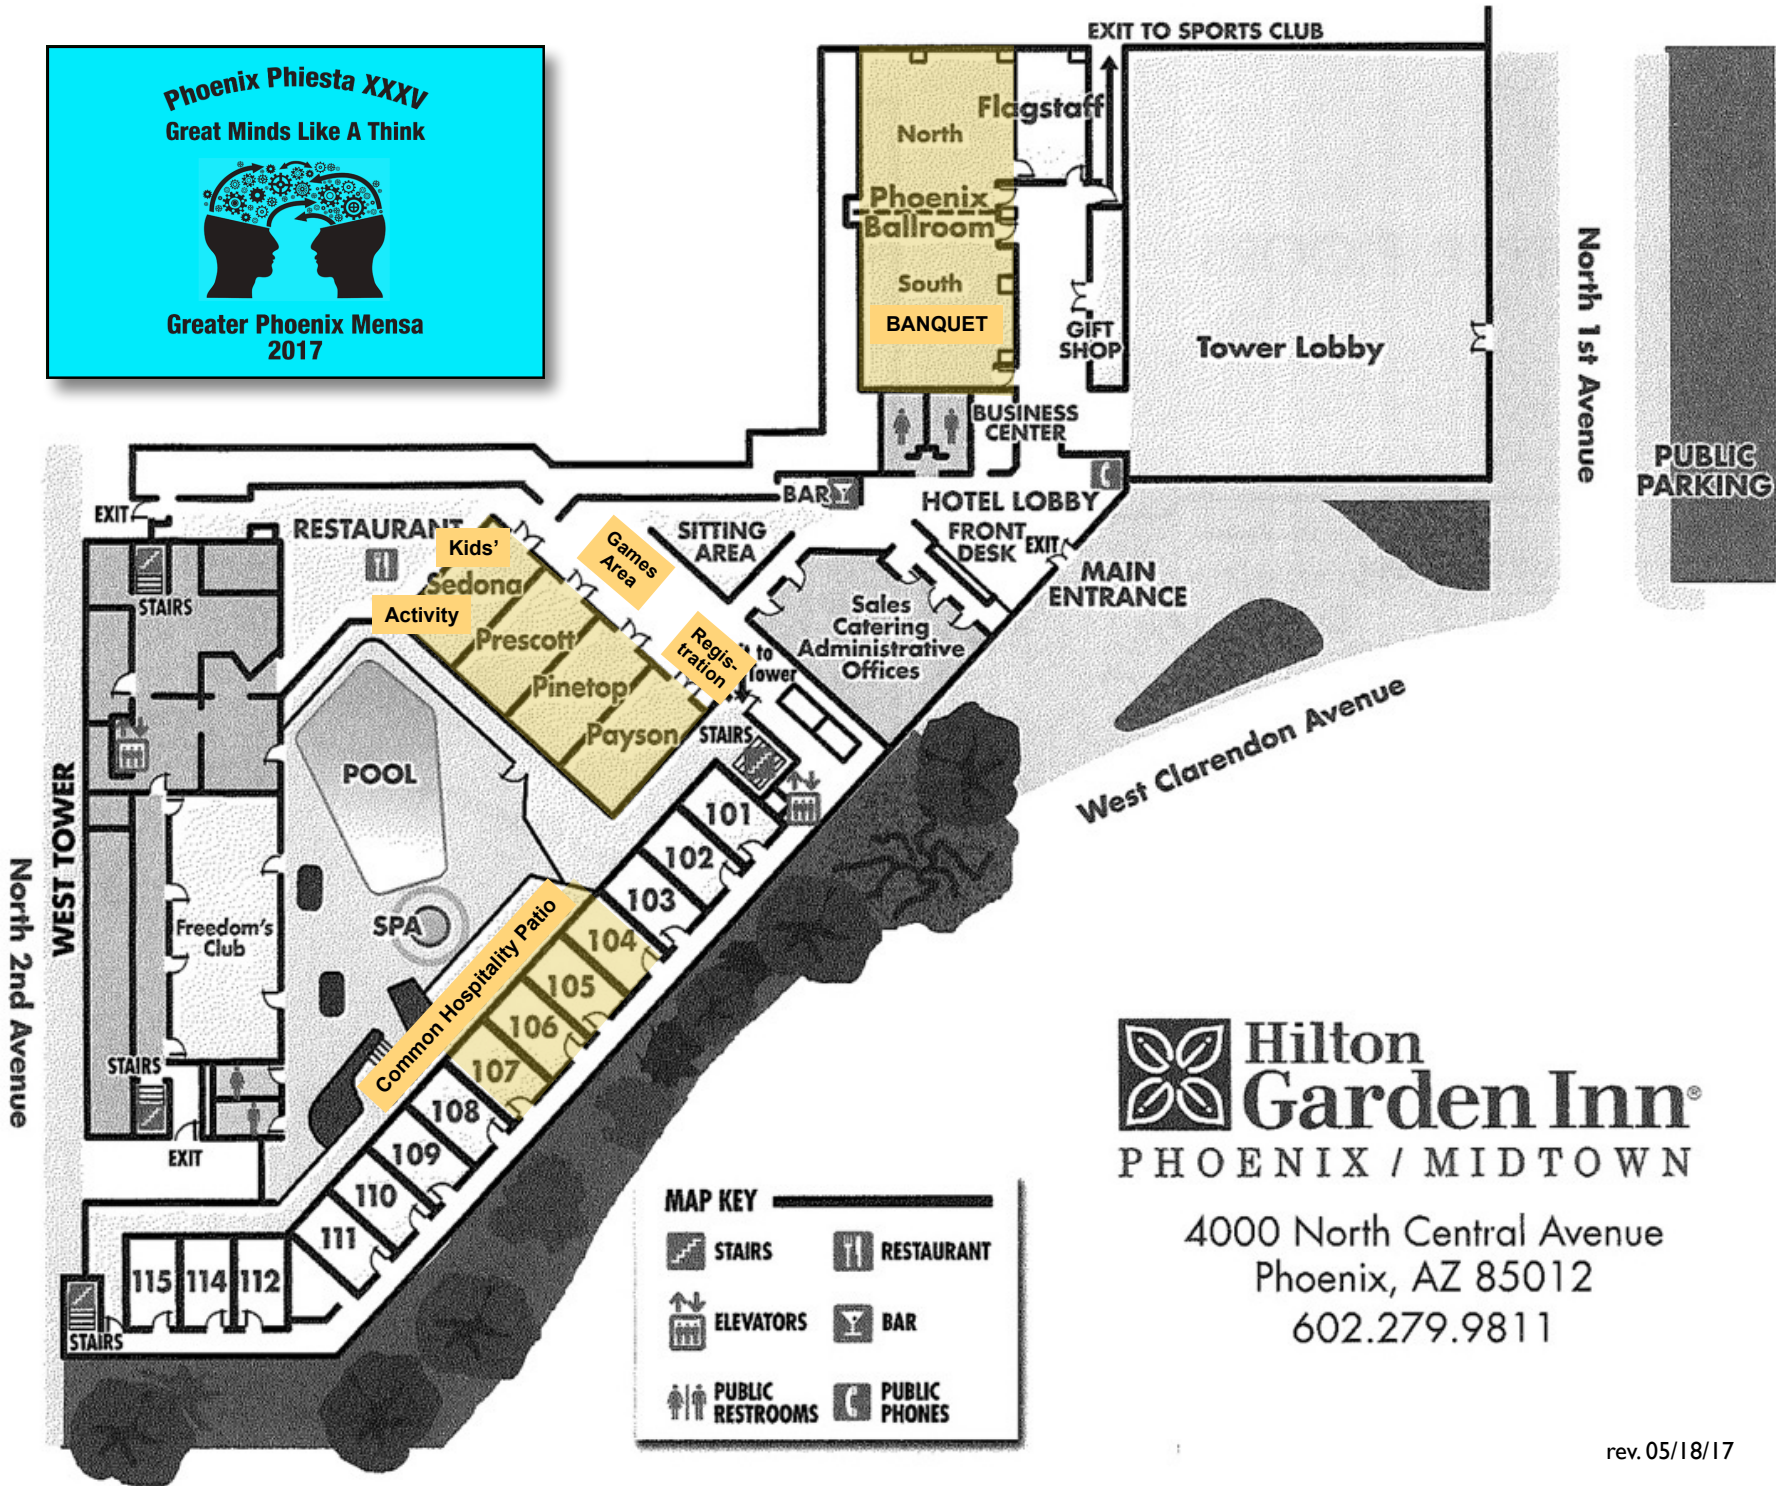 Phoenix Phiesta XXXV
Great Minds Like A Think
Greater Phoenix Mensa
2017
EXIT TO SPORTS CLUB
Flagstaff
North
Phoenix
Ballroom
South
BANQUET
GIFT
SHOP
Tower Lobby
North 1st Avenue
PUBLIC
PARKING
BUSINESS
CENTER
BAR
HOTEL LOBBY
FRONT
DESK
EXIT
MAIN
ENTRANCE
SITTING
AREA
EXIT
RESTAURANT
Kids'
Sedona
Activity
Games
Area
Prescott
Pinetop
Payson
Regis-
tration
to
Tower
Sales
Catering
Administrative
Offices
STAIRS
STAIRS
POOL
West Clarendon Avenue
WEST TOWER
North 2nd Avenue
Freedom's
Club
SPA
Common Hospitality Patio
101
102
103
104
105
106
107
108
109
110
111
112
114
115
STAIRS
EXIT
STAIRS
MAP KEY
STAIRS
RESTAURANT
ELEVATORS
BAR
PUBLIC
RESTROOMS
PUBLIC
PHONES
Hilton
Garden Inn®
PHOENIX / MIDTOWN
4000 North Central Avenue
Phoenix, AZ 85012
602.279.9811
rev. 05/18/17